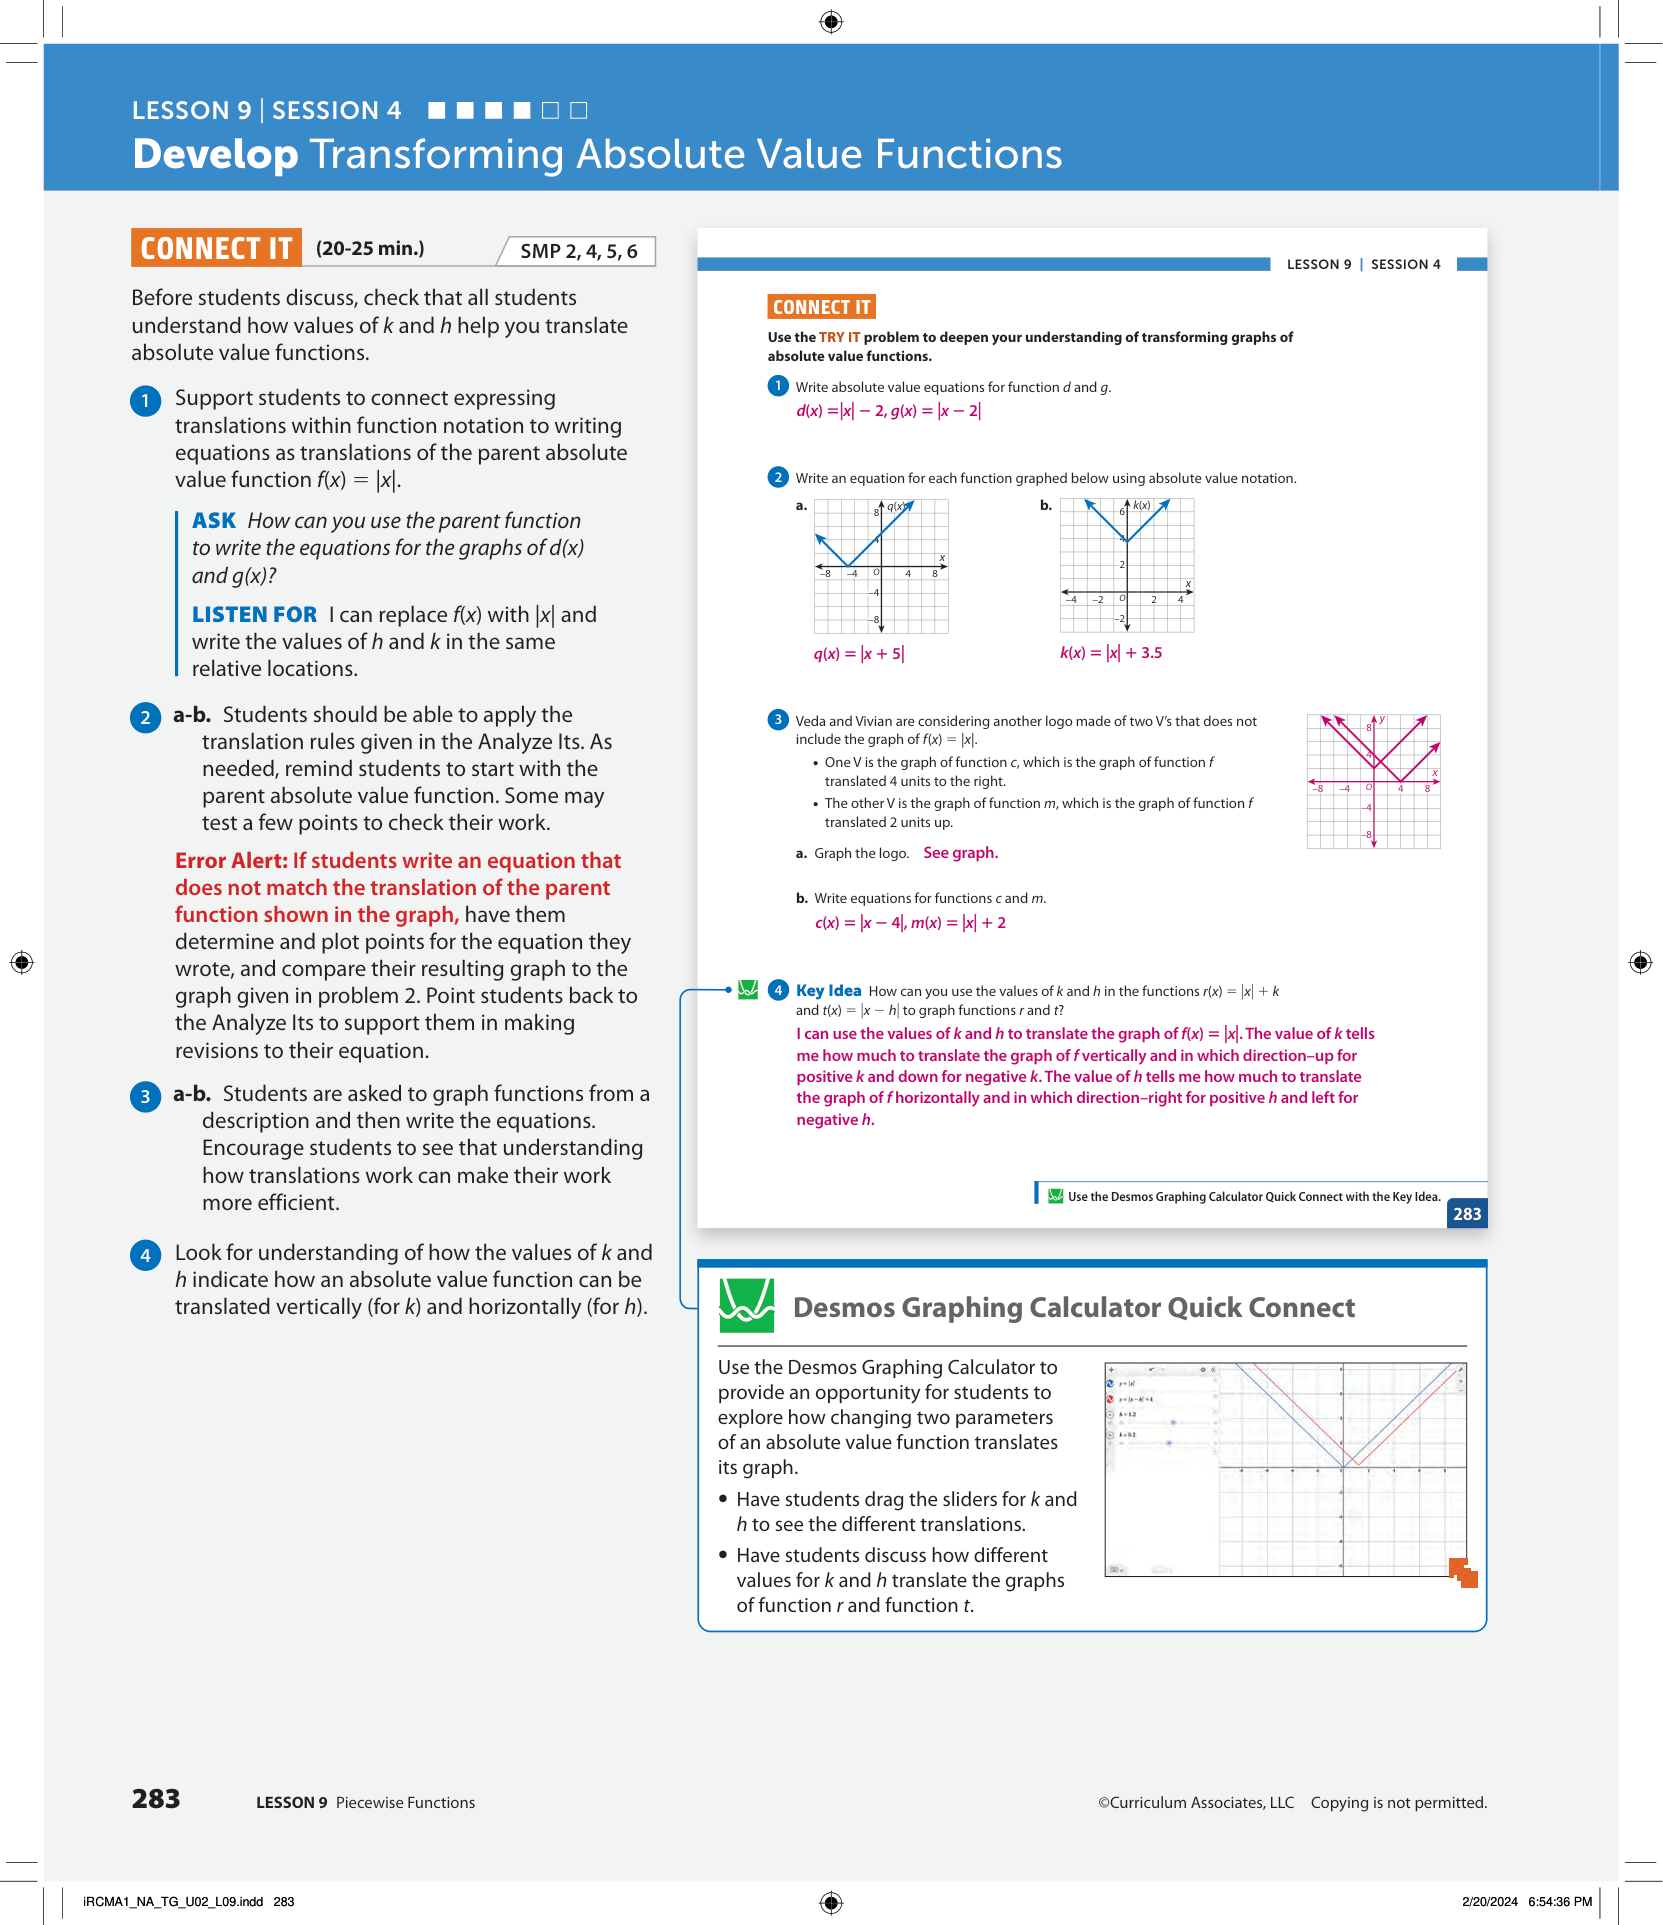 LESSON 9 | SESSION 4
Develop Transforming Absolute Value Functions
CONNECT IT (20-25 min.) SMP 2, 4, 5, 6
Before students discuss, check that all students
understand how values of k and h help you translate
absolute value functions.
1 Support students to connect expressing
translations within function notation to writing
equations as translations of the parent absolute
value function f(x) = |x|.
ASK How can you use the parent function
to write the equations for the graphs of d(x)
and g(x)?
LISTEN FOR I can replace f(x) with |x| and
write the values of h and k in the same
relative locations.
2 a-b. Students should be able to apply the
translation rules given in the Analyze Its. As
needed, remind students to start with the
parent absolute value function. Some may
test a few points to check their work.
Error Alert: If students write an equation that
does not match the translation of the parent
function shown in the graph, have them
determine and plot points for the equation they
wrote, and compare their resulting graph to the
graph given in problem 2. Point students back to
the Analyze Its to support them in making
revisions to their equation.
3 a-b. Students are asked to graph functions from a
description and then write the equations.
Encourage students to see that understanding
how translations work can make their work
more efficient.
4 Look for understanding of how the values of k and
h indicate how an absolute value function can be
translated vertically (for k) and horizontally (for h).
LESSON 9 | SESSION 4
CONNECT IT
Use the TRY IT problem to deepen your understanding of transforming graphs of
absolute value functions.
1 Write absolute value equations for function d and g.
d(x) =|x| − 2, g(x) = |x − 2|
2 Write an equation for each function graphed below using absolute value notation.
a.
8 q(x)
4
x
−8 −4 O 4 8
−4
−8
q(x) = |x + 5|
b.
6 k(x)
4
2
x
−4 −2 O 2 4
−2
k(x) = |x| + 3.5
3 Veda and Vivian are considering another logo made of two V's that does not
include the graph of f(x) = |x|.
• One V is the graph of function c, which is the graph of function f
translated 4 units to the right.
• The other V is the graph of function m, which is the graph of function f
translated 2 units up.
y
8
4
x
−8 −4 O 4 8
−4
−8
a. Graph the logo. See graph.
b. Write equations for functions c and m.
c(x) = |x − 4|, m(x) = |x| + 2
4 Key Idea How can you use the values of k and h in the functions r(x) = |x| + k
and t(x) = |x − h| to graph functions r and t?
I can use the values of k and h to translate the graph of f(x) = |x|. The value of k tells
me how much to translate the graph of f vertically and in which direction–up for
positive k and down for negative k. The value of h tells me how much to translate
the graph of f horizontally and in which direction–right for positive h and left for
negative h.
Use the Desmos Graphing Calculator Quick Connect with the Key Idea.
283
Desmos Graphing Calculator Quick Connect
Use the Desmos Graphing Calculator to
provide an opportunity for students to
explore how changing two parameters
of an absolute value function translates
its graph.
• Have students drag the sliders for k and
h to see the different translations.
• Have students discuss how different
values for k and h translate the graphs
of function r and function t.
y = |x|
283 LESSON 9 Piecewise Functions
©Curriculum Associates, LLC Copying is not permitted.
iRCMA1_NA_TG_U02_L09.indd 283
2/20/2024 6:54:36 PM